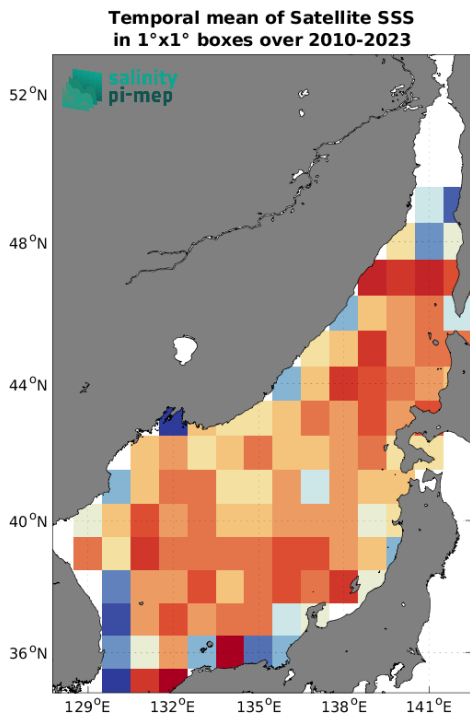 Temporal mean of Satellite SSS
in 1°x1° boxes over 2010-2023
salinity
pi-mep
52°N
48°N
44°N
40°N
36°N
129°E 132°E 135°E 138°E 141°E